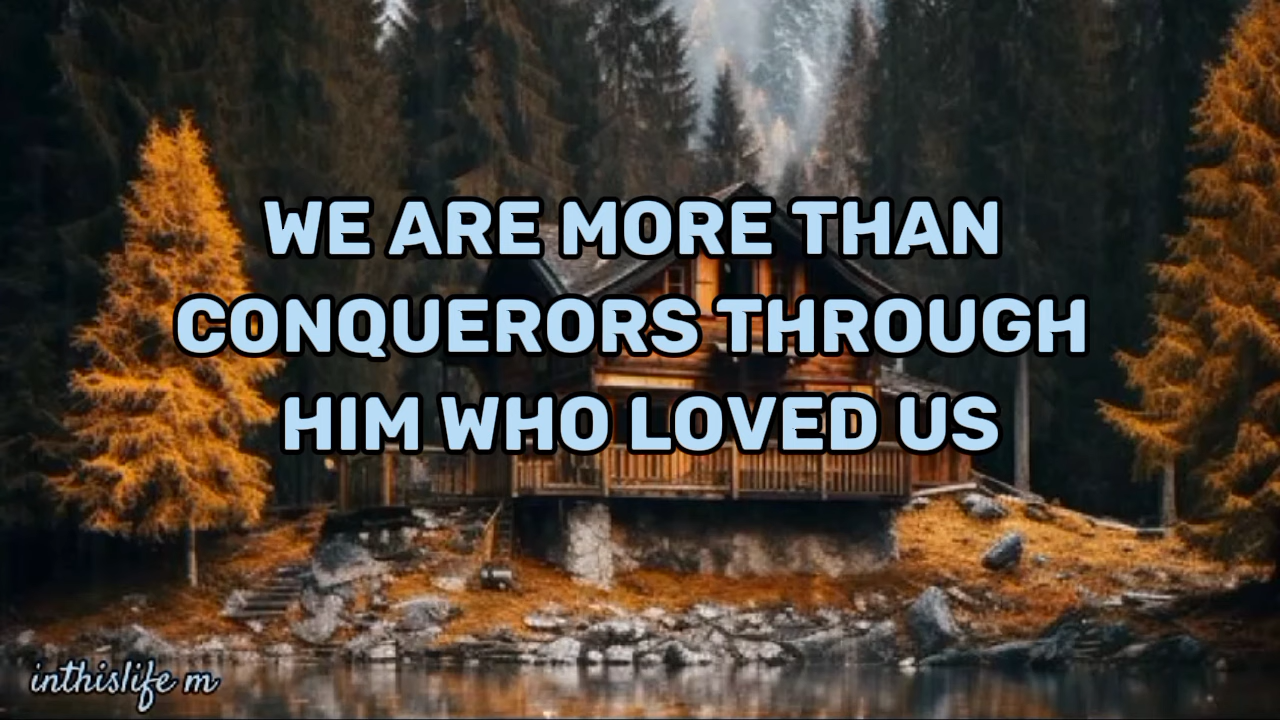 WE ARE MORE THAN
CONQUERORS THROUGH
HIM WHO LOVED US
inthislife m